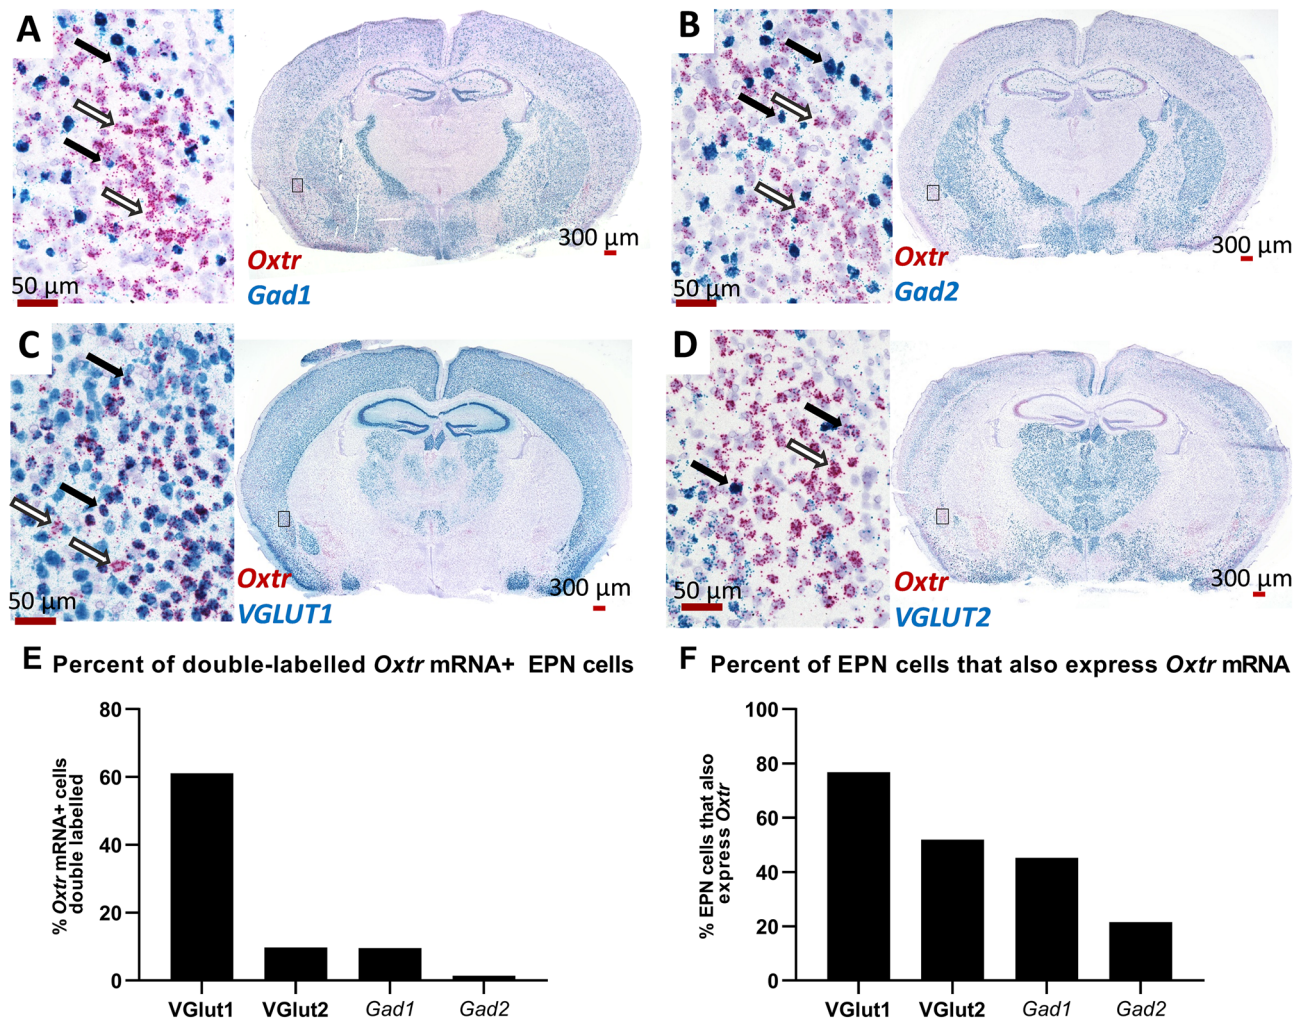 A
B
50 µm
300 µm
Oxtr
Gad1
50 µm
300 µm
Oxtr
Gad2
C
D
50 µm
300 µm
Oxtr
VGLUT1
50 µm
300 µm
Oxtr
VGLUT2
E Percent of double-labelled Oxtr mRNA+ EPN cells
% Oxtr mRNA+ cells
double labelled
80
60
40
20
0
VGlut1 VGlut2 Gad1 Gad2
F Percent of EPN cells that also express Oxtr mRNA
% EPN cells that also
express Oxtr
100
80
60
40
20
0
VGlut1 VGlut2 Gad1 Gad2